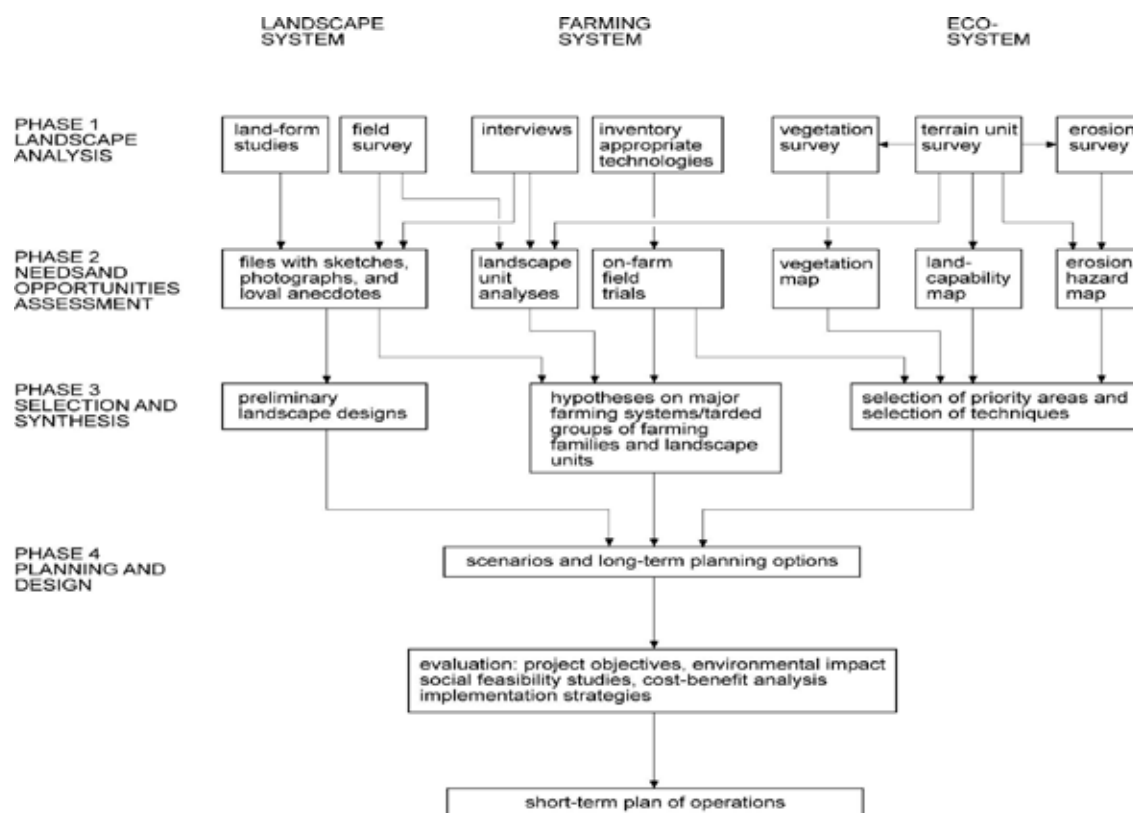 LANDSCAPE
SYSTEM
FARMING
SYSTEM
ECO-
SYSTEM
PHASE 1
LANDSCAPE
ANALYSIS
land-form
studies
field
survey
interviews
inventory
appropriate
technologies
vegetation
survey
terrain unit
survey
erosion
survey
PHASE 2
NEEDSAND
OPPORTUNITIES
ASSESSMENT
files with sketches,
photographs, and
loval anecdotes
landscape
unit
analyses
on-farm
field
trials
vegetation
map
land-
capability
map
erosion
hazard
map
PHASE 3
SELECTION AND
SYNTHESIS
preliminary
landscape designs
hypotheses on major
farming systems/tarded
groups of farming
families and landscape
units
selection of priority areas and
selection of techniques
PHASE 4
PLANNING AND
DESIGN
scenarios and long-term planning options
evaluation: project objectives, environmental impact
social feasibility studies, cost-benefit analysis
implementation strategies
short-term plan of operations